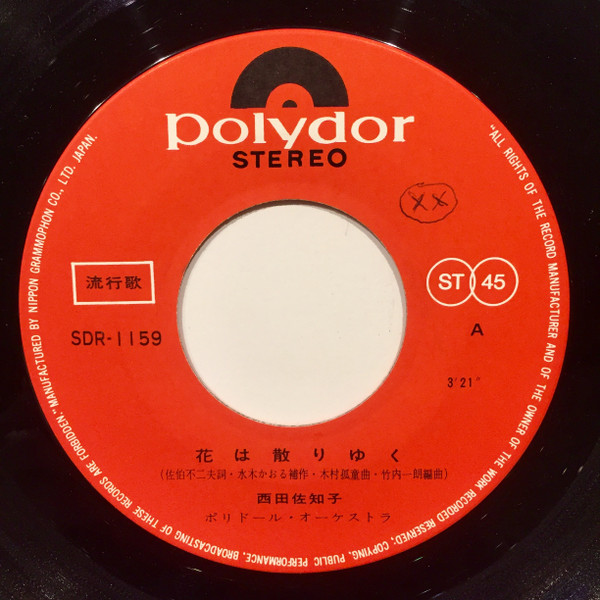 polydor
STEREO
XX
流行歌
ST 45
SDR-1159
A
3'21"
花は散りゆく
(佐伯不二夫詞・水木かおる補作・木村孤童曲・竹内一朗編曲)
西田佐知子
ポリドール・オーケストラ
"ALL RIGHTS OF THE RECORD MANUFACTURER AND OF THE OWNER OF THE WORK RECORDED RESERVED, COPYING, PUBLIC PERFORMANCE, BROADCASTING OF THESE RECORDS ARE FORBIDDEN." MANUFACTURED BY NIPPON GRAMMOPHON CO., LTD. JAPAN.